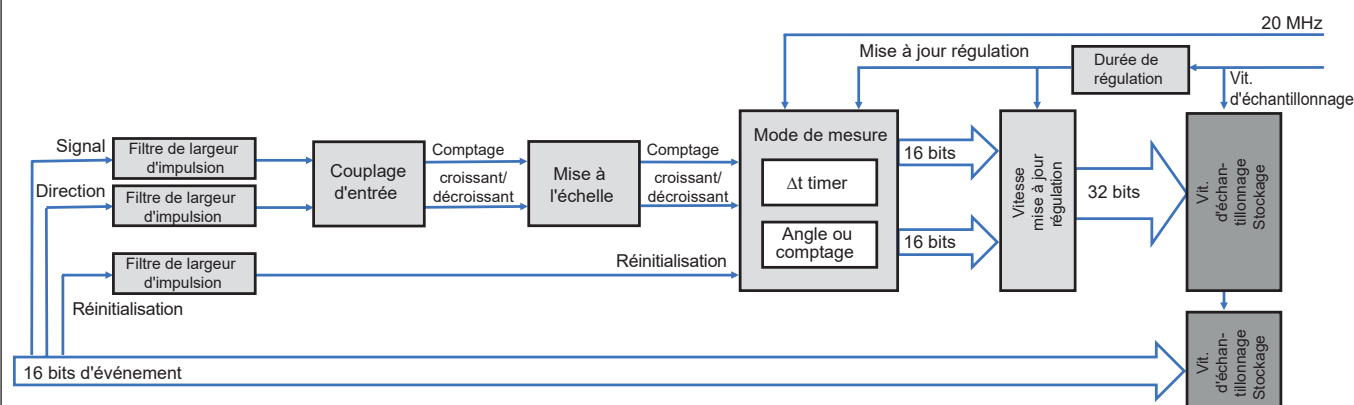 20 MHz
Mise à jour régulation
Durée de
régulation
Vit.
d'échantillonnage
Signal
Filtre de largeur
d'impulsion
Direction
Filtre de largeur
d'impulsion
Couplage
d'entrée
Comptage
croissant/
décroissant
Mise à
l'échelle
Comptage
croissant/
décroissant
Mode de mesure
Δt timer
Angle ou
comptage
16 bits
16 bits
Vitesse
mise à jour
régulation
32 bits
Vit.
d'échan-
tillonnage
Stockage
Filtre de largeur
d'impulsion
Réinitialisation
Réinitialisation
16 bits d'événement
Vit.
d'échan-
tillonnage
Stockage